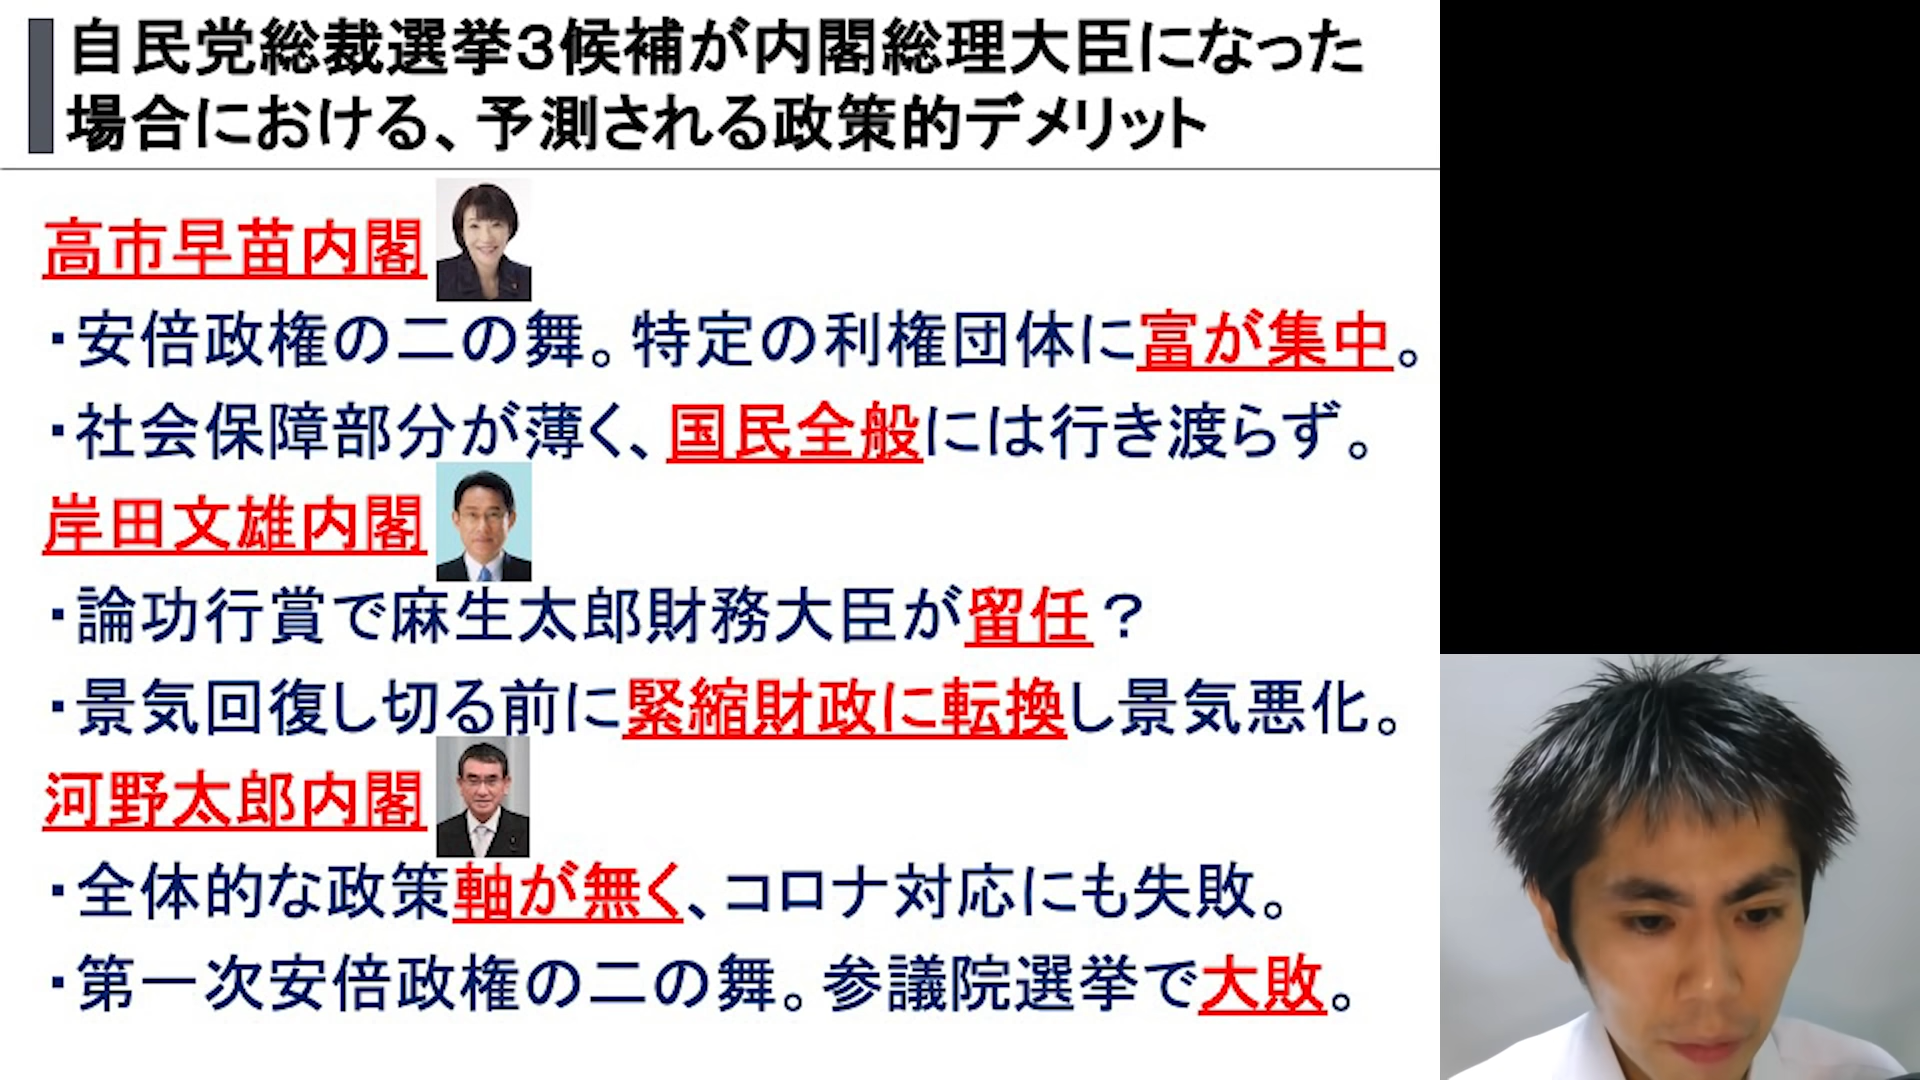 自民党総裁選挙３候補が内閣総理大臣になった
場合における、予測される政策的デメリット
高市早苗内閣
・安倍政権の二の舞。特定の利権団体に富が集中。
・社会保障部分が薄く、国民全般には行き渡らず。
岸田文雄内閣
・論功行賞で麻生太郎財務大臣が留任？
・景気回復し切る前に緊縮財政に転換し景気悪化。
河野太郎内閣
・全体的な政策軸が無く、コロナ対応にも失敗。
・第一次安倍政権の二の舞。参議院選挙で大敗。